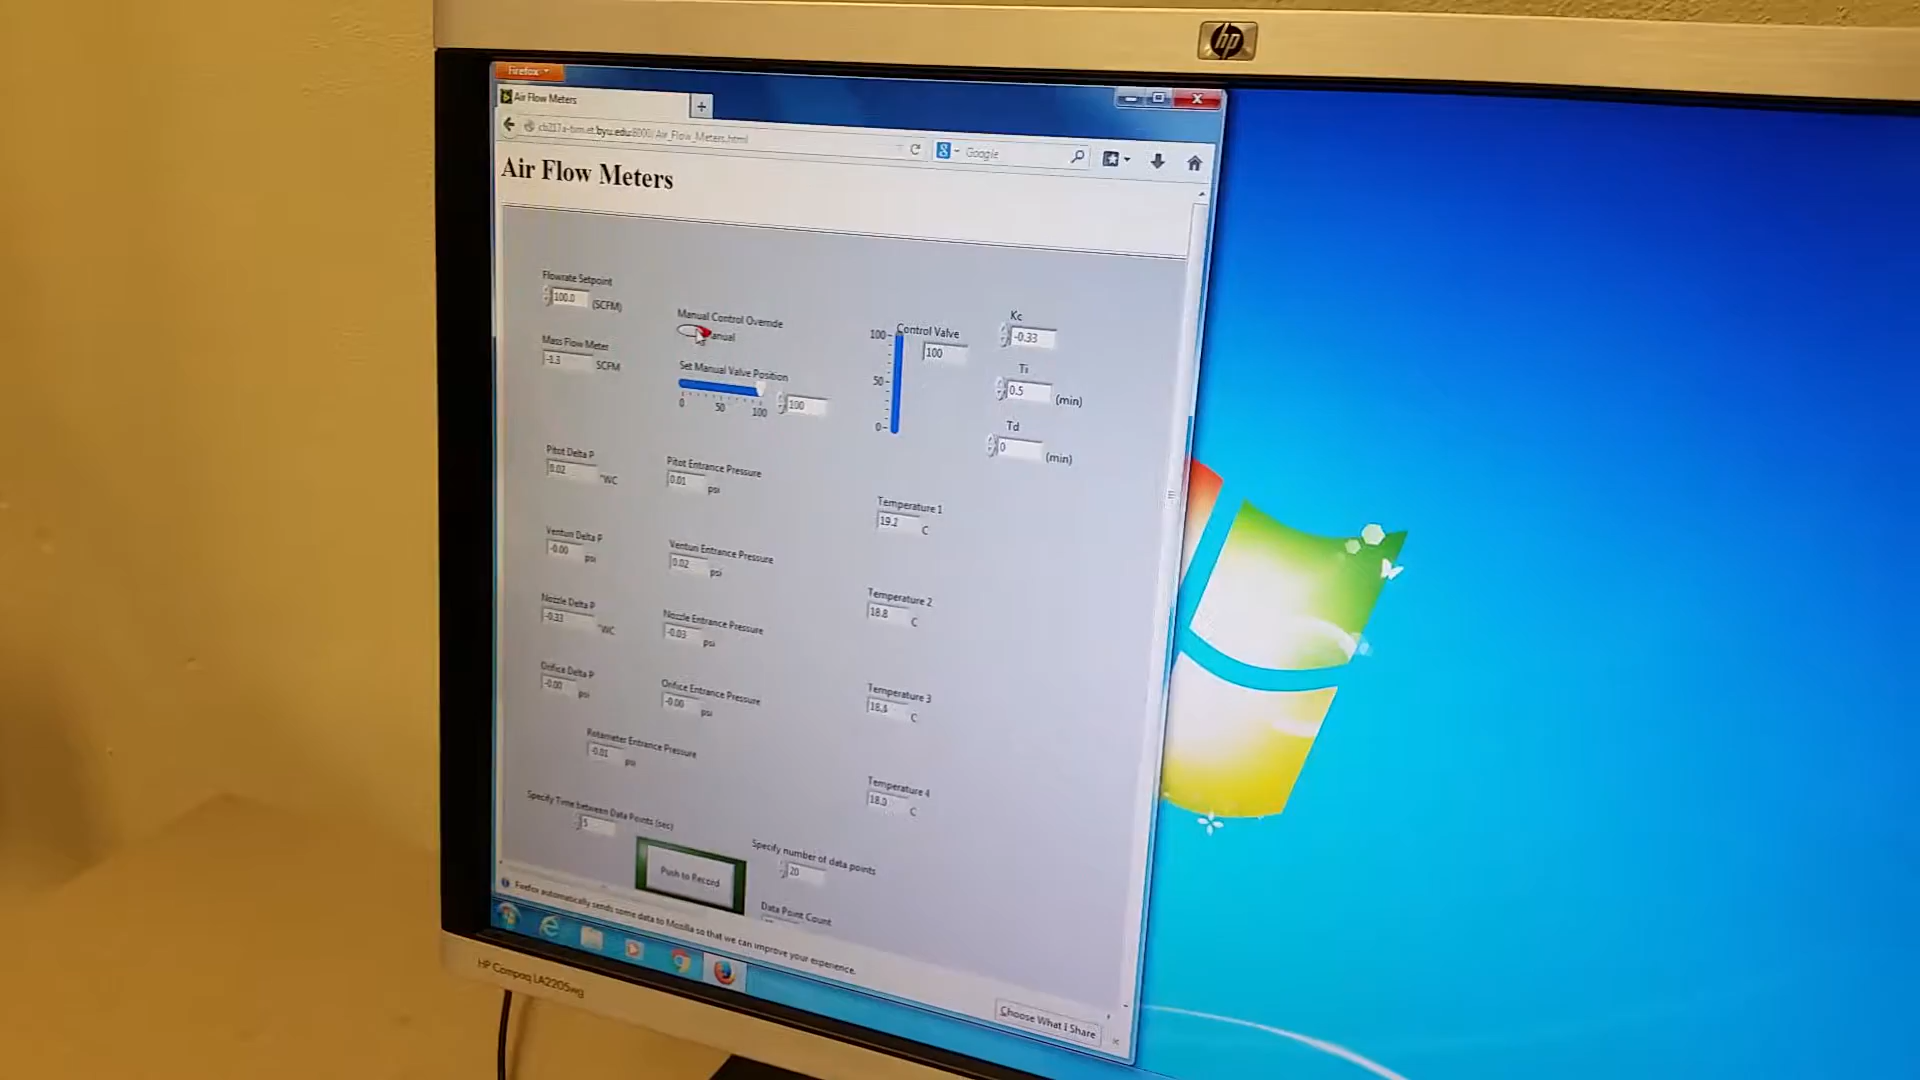 hp
Firefox
Air Flow Meters
+
cb217a-tvm.et.byu.edu:8000/Air_Flow_Meters.html
Google
Air Flow Meters
Flowrate Setpoint
100.0 (SCFM)
Manual Control Override
Manual
Mass Flow Meter
-1.3 SCFM
Set Manual Valve Position
0 50 100
100
Control Valve
100
100
50
0
Kc
-0.33
Ti
0.5 (min)
Td
0 (min)
Pitot Delta P
0.02 "WC
Pitot Entrance Pressure
0.01 psi
Temperature 1
19.2 C
Venturi Delta P
-0.00 psi
Venturi Entrance Pressure
0.02 psi
Temperature 2
18.8 C
Nozzle Delta P
-0.33 "WC
Nozzle Entrance Pressure
-0.03 psi
Orifice Delta P
-0.00 psi
Orifice Entrance Pressure
-0.00 psi
Temperature 3
C
Rotameter Entrance Pressure
-0.01 psi
Temperature 4
18.0 C
Specify Time between Data Points (sec)
5
Push to Record
Specify number of data points
20
Data Point Count
Firefox automatically sends some data to Mozilla so that we can improve your experience.
Choose What I Share
HP Compaq LA2205wg